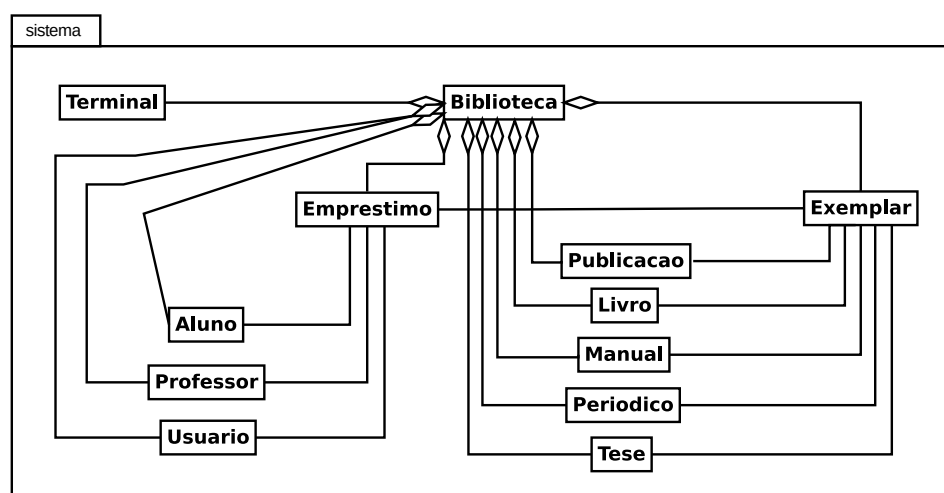 sistema
Terminal
Biblioteca
Emprestimo
Exemplar
Publicacao
Livro
Aluno
Manual
Professor
Periodico
Usuario
Tese